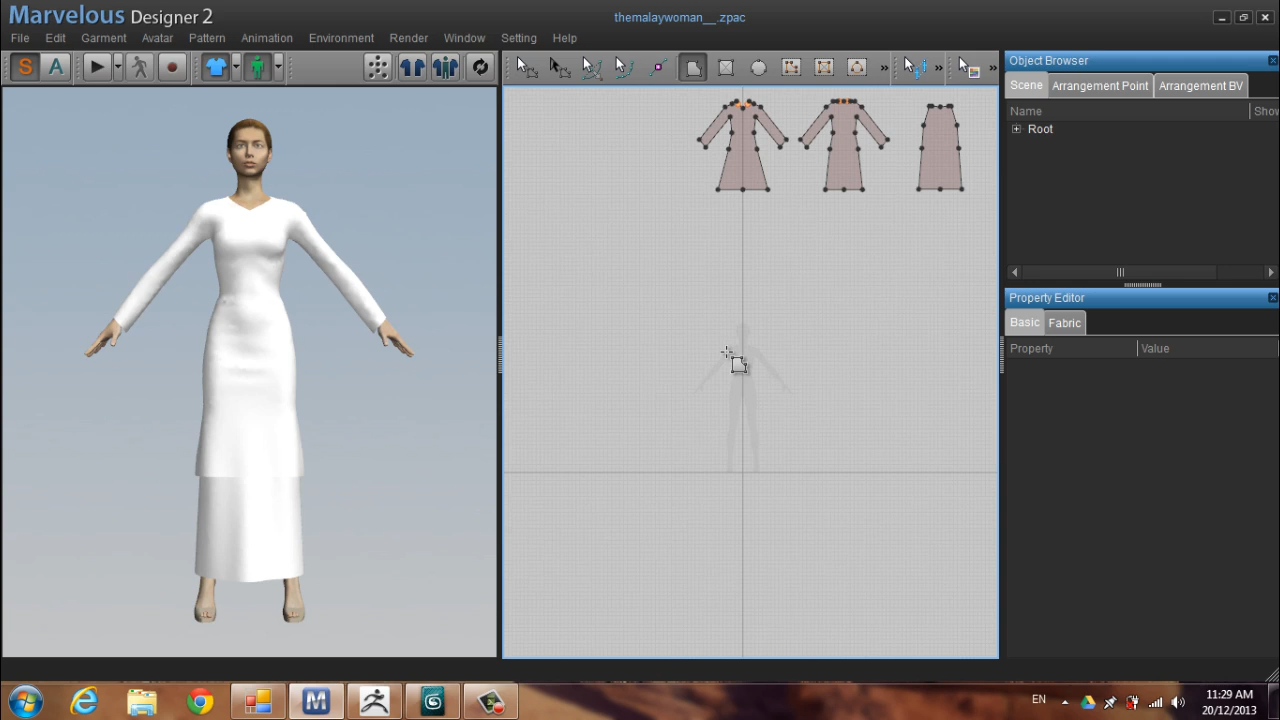 Marvelous Designer 2
themalaywoman__.zpac
File Edit Garment Avatar Pattern Animation Environment Render Window Setting Help
S A
Object Browser
Scene Arrangement Point Arrangement BV
Name Show
Root
Property Editor
Basic Fabric
Property Value
M
EN
11:29 AM
20/12/2013